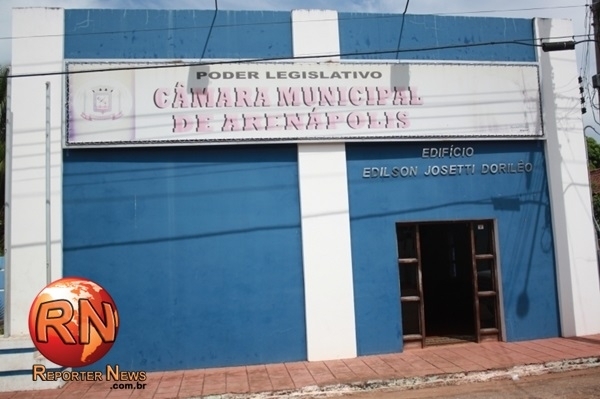 PODER LEGISLATIVO
CÂMARA MUNICIPAL
DE ARENÁPOLIS
EDIFÍCIO
EDILSON JOSETTI DORILÊO
RN
REPORTER NEWS
.com.br